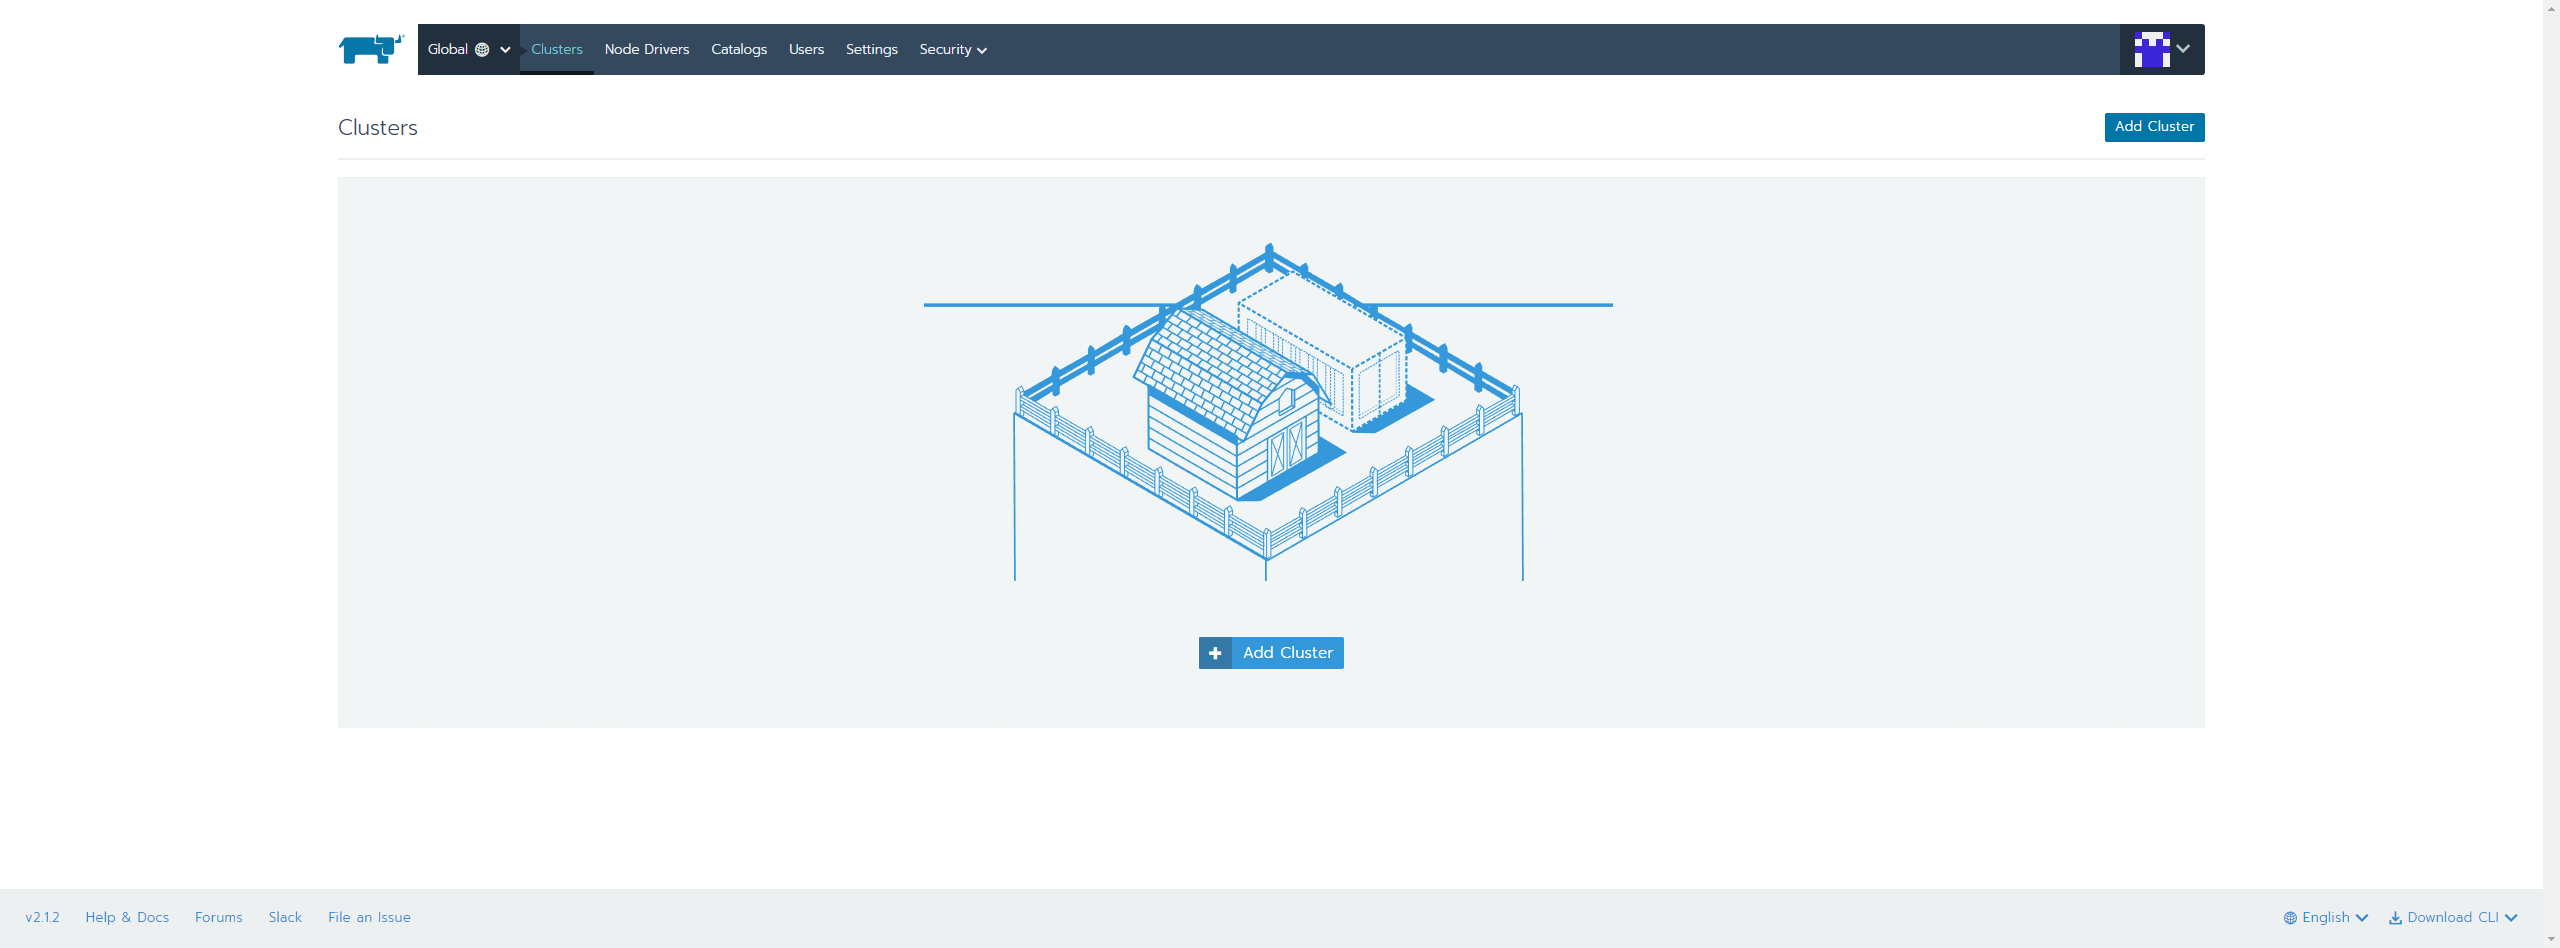 Global Clusters Node Drivers Catalogs Users Settings Security
Clusters Add Cluster
Add Cluster
v2.1.2 Help & Docs Forums Slack File an Issue English Download CLI